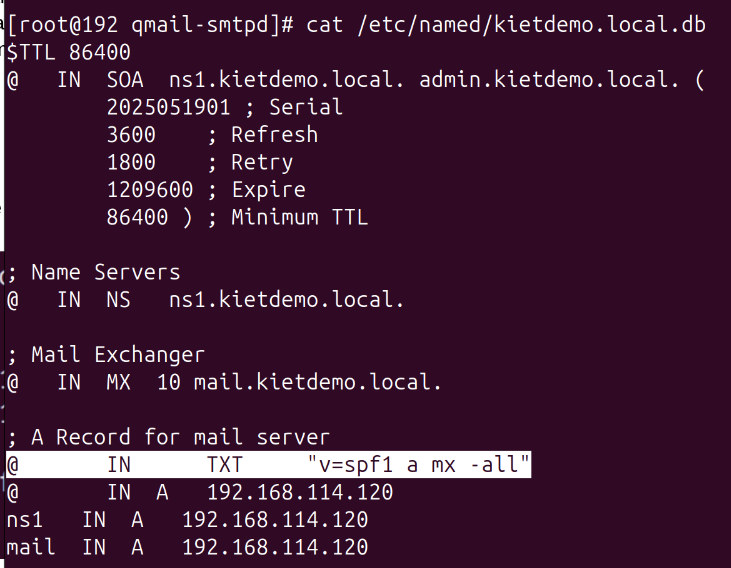 [root@192 qmail-smtpd]# cat /etc/named/kietdemo.local.db
$TTL 86400
@   IN  SOA  ns1.kietdemo.local. admin.kietdemo.local. (
        2025051901 ; Serial
        3600    ; Refresh
        1800    ; Retry
        1209600 ; Expire
        86400 ) ; Minimum TTL
; Name Servers
@   IN  NS   ns1.kietdemo.local.
; Mail Exchanger
@   IN  MX  10 mail.kietdemo.local.
; A Record for mail server
@       IN      TXT     "v=spf1 a mx -all"
@       IN  A   192.168.114.120
ns1   IN  A   192.168.114.120
mail  IN  A   192.168.114.120